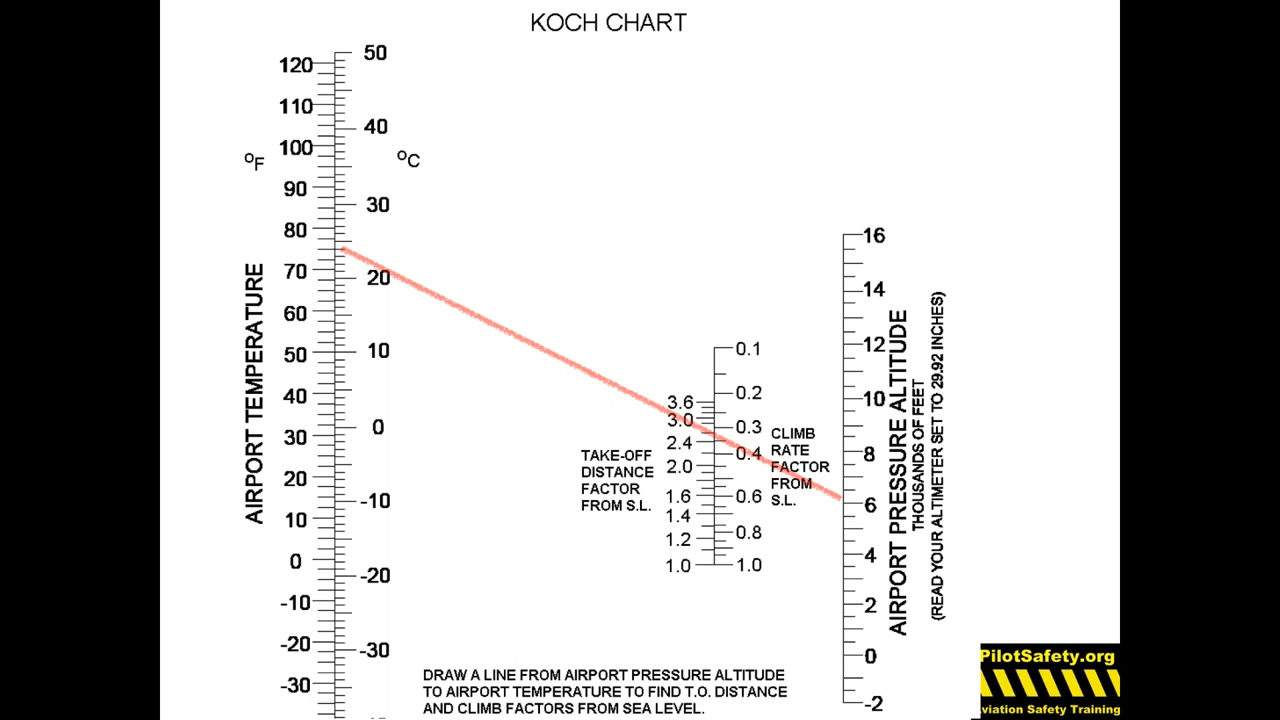 KOCH CHART
50
120
110
40
100
°F
°C
90
30
80
70
20
60
50
10
40
30
0
20
-10
10
0
-20
-10
-20
-30
-30
AIRPORT TEMPERATURE
0.1
0.2
3.6
3.0
0.3
2.4
0.4
2.0
1.6
0.6
1.4
0.8
1.2
1.0
1.0
TAKE-OFF
DISTANCE
FACTOR
FROM S.L.
CLIMB
RATE
FACTOR
FROM
S.L.
16
14
12
10
8
6
4
2
0
-2
AIRPORT PRESSURE ALTITUDE
THOUSANDS OF FEET
(READ YOUR ALTIMETER SET TO 29.92 INCHES)
DRAW A LINE FROM AIRPORT PRESSURE ALTITUDE
TO AIRPORT TEMPERATURE TO FIND T.O. DISTANCE
AND CLIMB FACTORS FROM SEA LEVEL.
PilotSafety.org
viation Safety Training